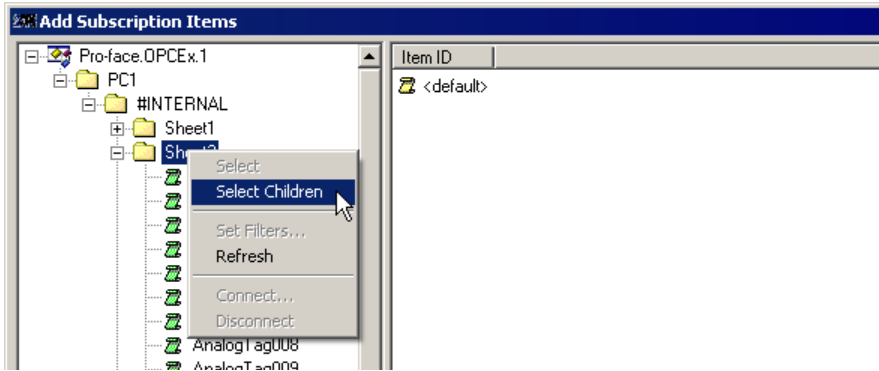 Add Subscription Items
Pro-face.OPCEx.1
Item ID
PC1
<default>
#INTERNAL
Sheet1
Select
Select Children
Set Filters...
Refresh
Connect...
Disconnect
AnalogTag008
AnalogTag009